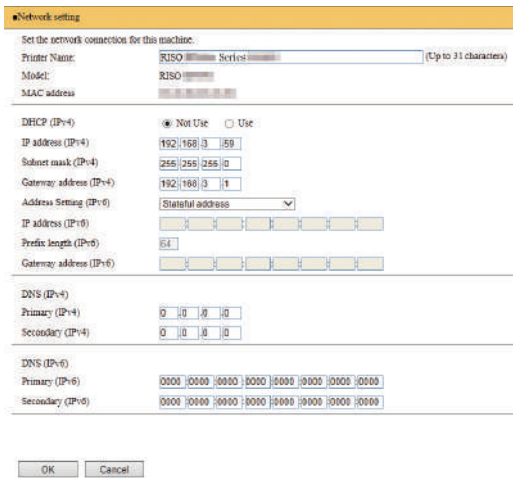 ■Network setting
Set the network connection for this machine.
Printer Name: RISO Series (Up to 31 characters)
Model: RISO
MAC address
DHCP (IPv4) Not Use Use
IP address (IPv4) 192 .168 .3 .59
Subnet mask (IPv4) 255 .255 .255 .0
Gateway address (IPv4) 192 .168 .3 .1
Address Setting (IPv6) Stateful address
IP address (IPv6) : : : : : : :
Prefix length (IPv6) 64
Gateway address (IPv6) : : : : : : :
DNS (IPv4)
Primary (IPv4) 0 .0 .0 .0
Secondary (IPv4) 0 .0 .0 .0
DNS (IPv6)
Primary (IPv6) 0000 :0000 :0000 :0000 :0000 :0000 :0000 :0000
Secondary (IPv6) 0000 :0000 :0000 :0000 :0000 :0000 :0000 :0000
OK Cancel